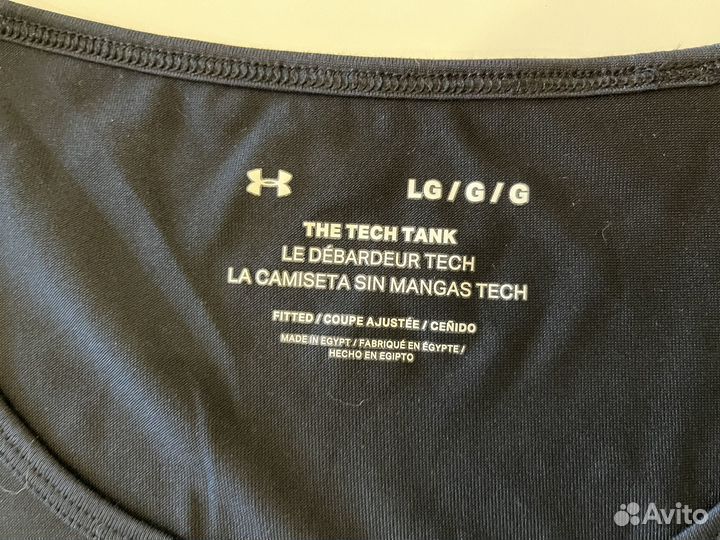 LG / G / G
THE TECH TANK
LE DÉBARDEUR TECH
LA CAMISETA SIN MANGAS TECH
FITTED / COUPE AJUSTÉE / CEÑIDO
MADE IN EGYPT / FABRIQUÉ EN ÉGYPTE /
HECHO EN EGIPTO
Avito